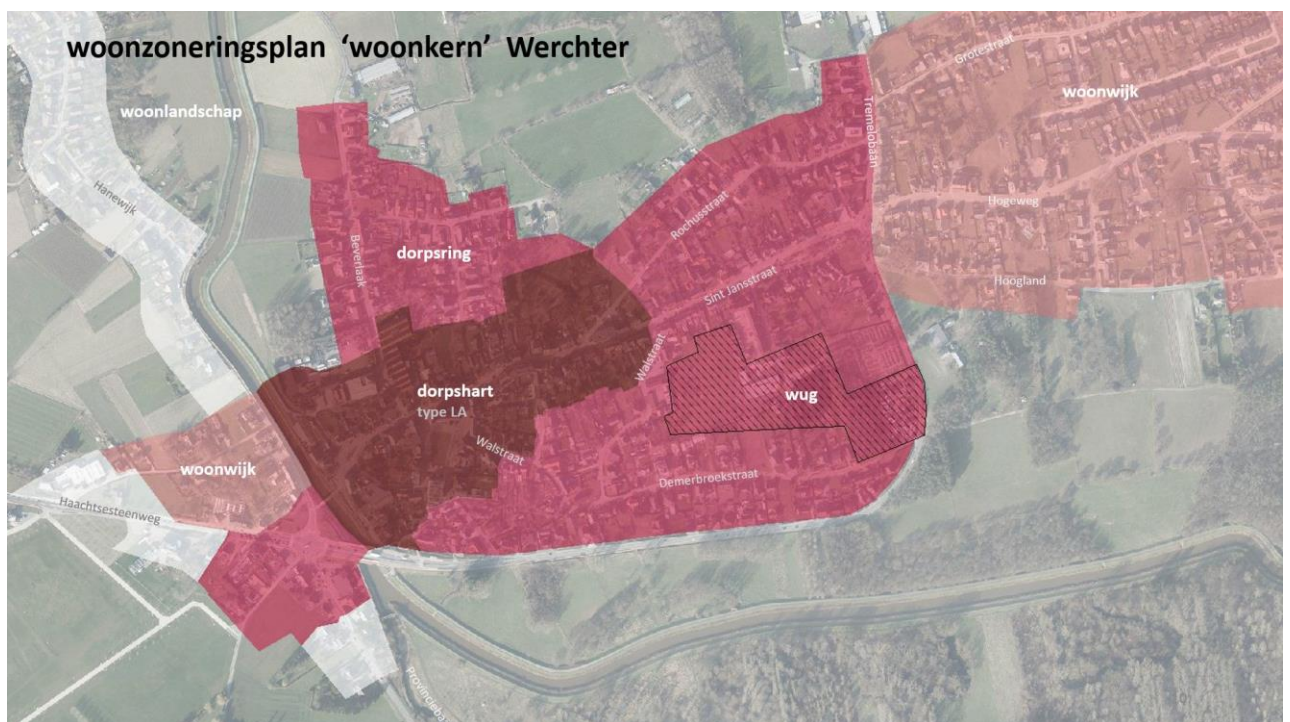 woonzoneringsplan ‘woonkern’ Werchter
Grotestraat
woonwijk
woonlandschap
Tremelobaan
Hanewijk
Rochusstraat
Hogeweg
Beverlaak
dorpsring
Sint Jansstraat
Hoogland
Walstraat
dorpshart
type LA
wug
Walstraat
woonwijk
Demerbroekstraat
Haachtsesteenweg